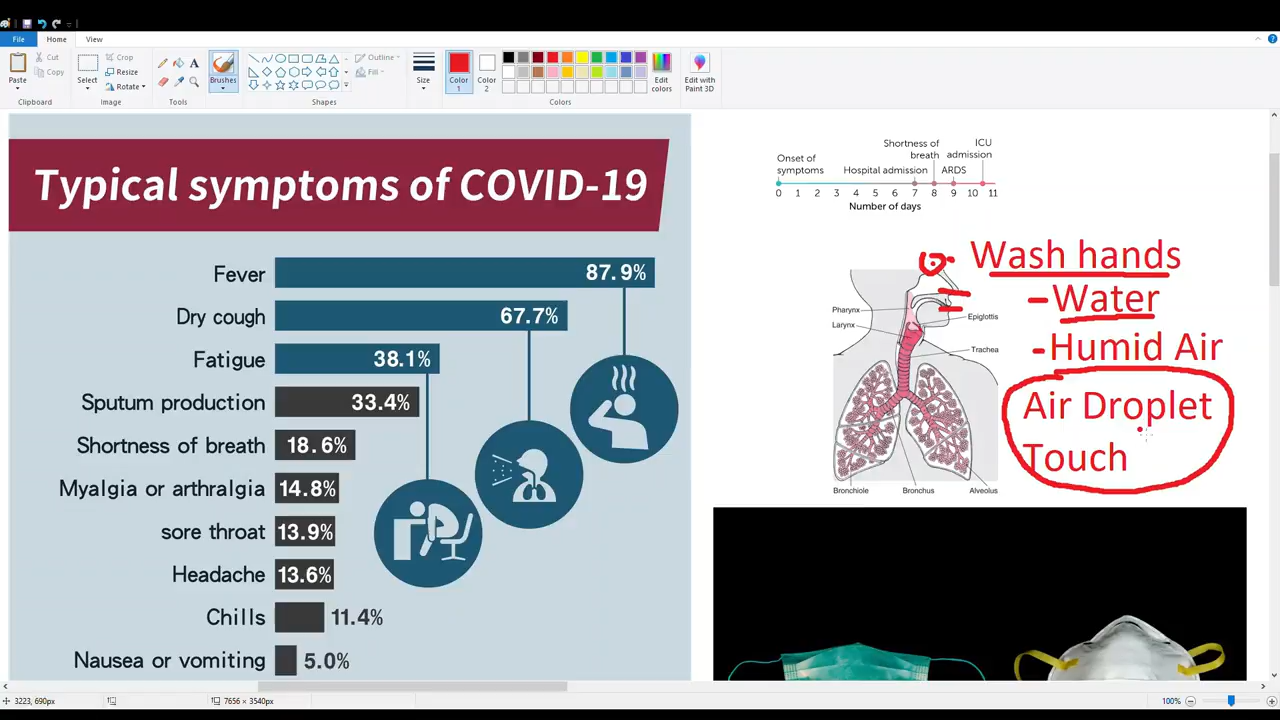 File
Home
View
Paste
Cut
Copy
Clipboard
Select
Crop
Resize
Rotate
Image
A
Tools
Brushes
Shapes
Outline
Fill
Size
Color
1
Color
2
Colors
Edit
colors
Edit with
Paint 3D
Typical symptoms of COVID-19
Fever 87.9%
Dry cough 67.7%
Fatigue 38.1%
Sputum production 33.4%
Shortness of breath 18.6%
Myalgia or arthralgia 14.8%
sore throat 13.9%
Headache 13.6%
Chills 11.4%
Nausea or vomiting 5.0%
Onset of
symptoms
Hospital admission
Shortness of
breath
ARDS
ICU
admission
0 1 2 3 4 5 6 7 8 9 10 11
Number of days
Wash hands
-Water
-Humid Air
Air Droplet
Touch
Pharynx
Larynx
Epiglottis
Trachea
Bronchiole
Bronchus
Alveolus
3223, 690px
7656 × 3540px
100%